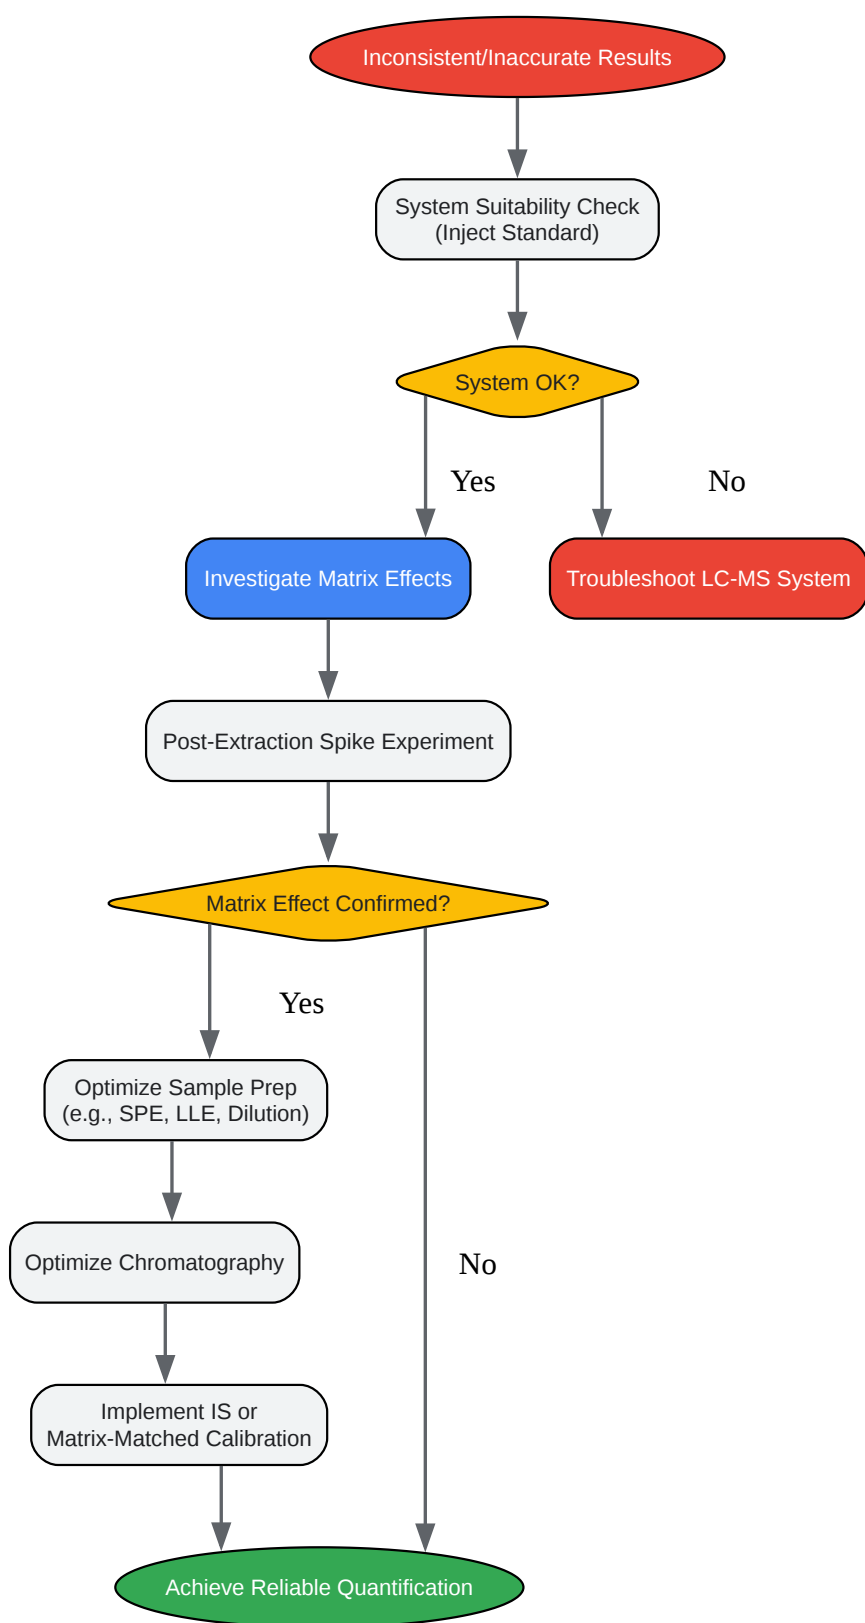 Inconsistent/Inaccurate Results
System Suitability Check
(Inject Standard)
System OK?
Yes
No
Investigate Matrix Effects
Troubleshoot LC-MS System
Post-Extraction Spike Experiment
Matrix Effect Confirmed?
Yes
Optimize Sample Prep
(e.g., SPE, LLE, Dilution)
Optimize Chromatography
No
Implement IS or
Matrix-Matched Calibration
Achieve Reliable Quantification